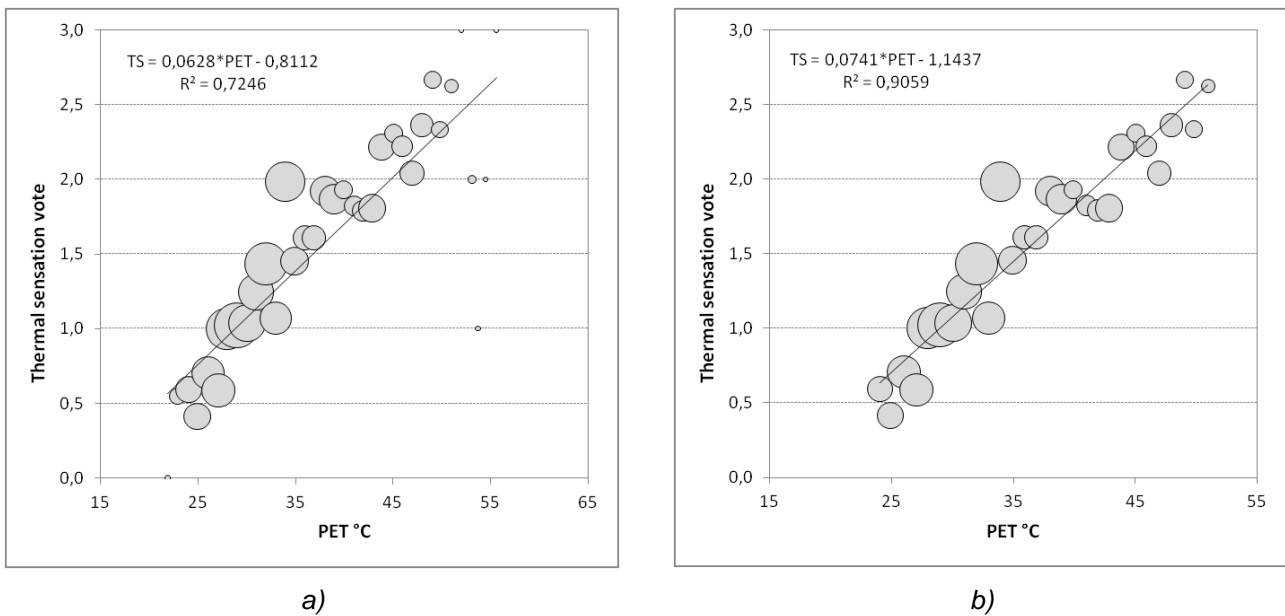 TS = 0,0628*PET - 0,8112
R² = 0,7246
3,0
2,5
2,0
1,5
1,0
0,5
0,0
15 25 35 45 55 65
Thermal sensation vote
PET °C
a)
TS = 0,0741*PET - 1,1437
R² = 0,9059
3,0
2,5
2,0
1,5
1,0
0,5
0,0
15 25 35 45 55
Thermal sensation vote
PET °C
b)